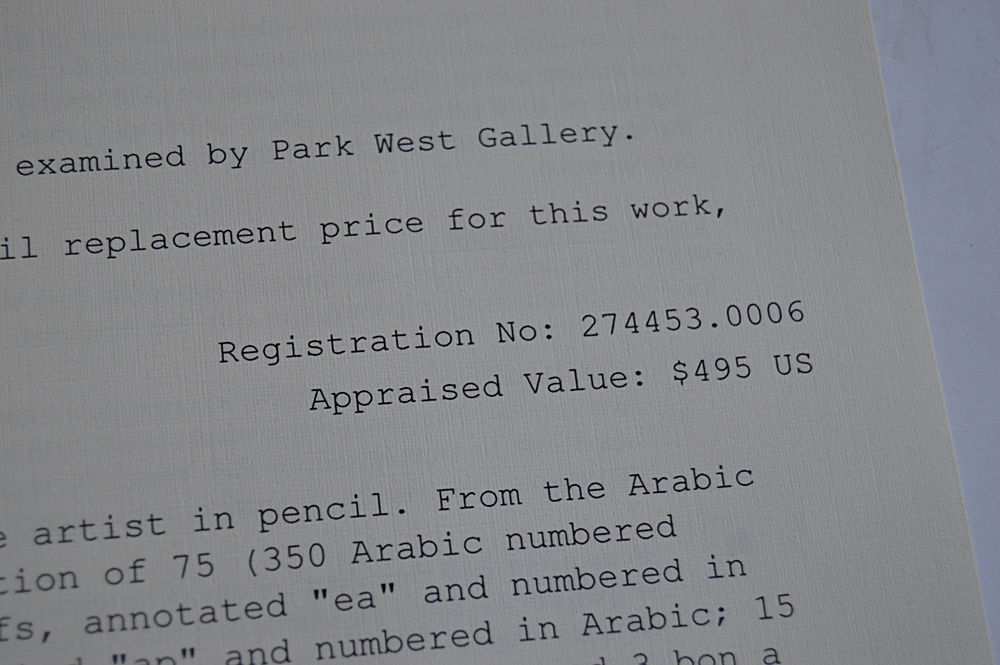 examined by Park West Gallery.
il replacement price for this work,
Registration No: 274453.0006
Appraised Value: $495 US
e artist in pencil. From the Arabic
tion of 75 (350 Arabic numbered
fs, annotated "ea" and numbered in
"ap" and numbered in Arabic; 15
bon a